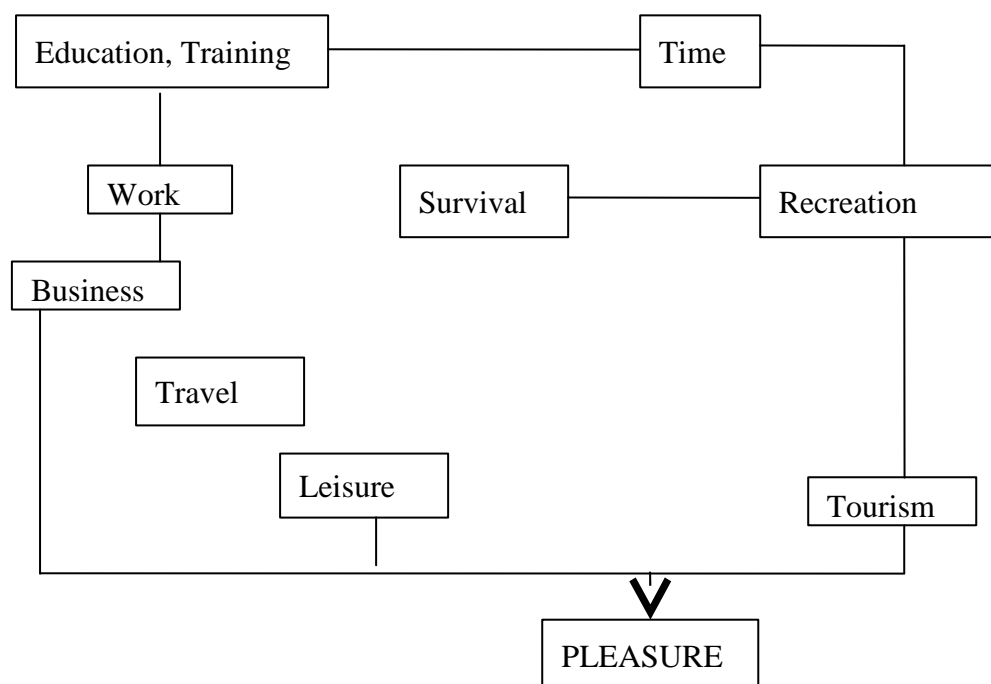 Education, Training
Time
Work
Survival
Recreation
Business
Travel
Leisure
Tourism
PLEASURE